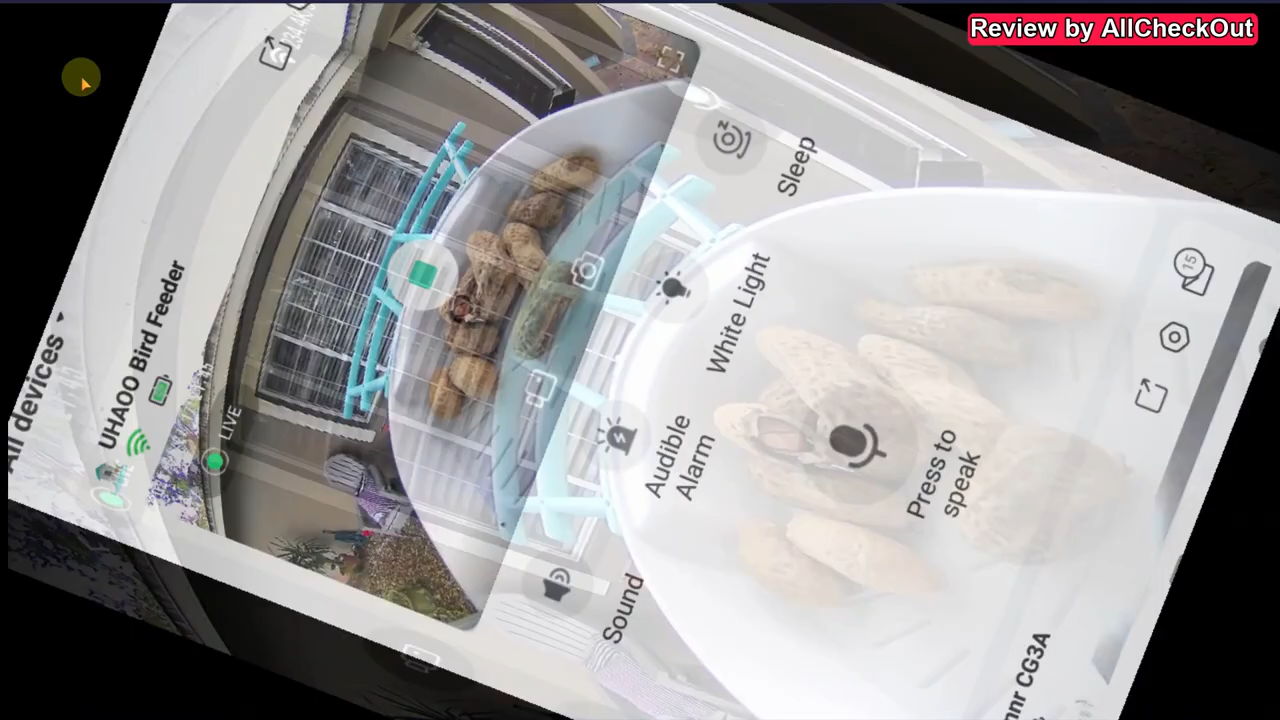 Review by AllCheckOut
All devices
UHAOO Bird Feeder
LIVE
Sleep
White Light
Audible
Alarm
Sound
Press to
speak
15